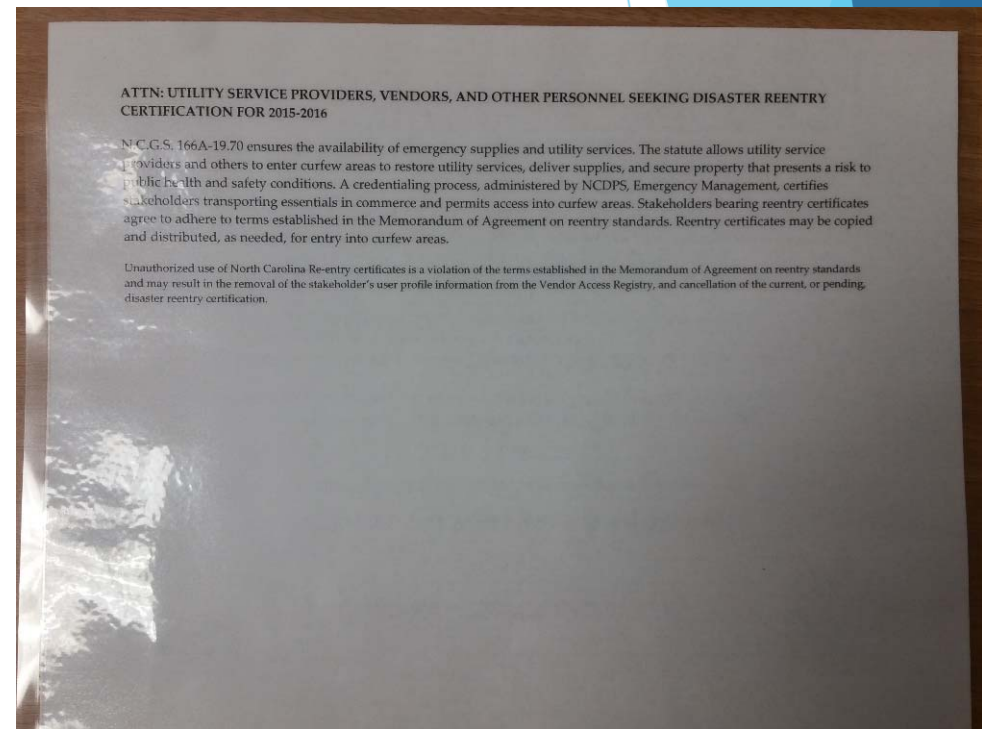 ATTN: UTILITY SERVICE PROVIDERS, VENDORS, AND OTHER PERSONNEL SEEKING DISASTER REENTRY
CERTIFICATION FOR 2015-2016
N.C.G.S. 166A-19.70 ensures the availability of emergency supplies and utility services. The statute allows utility service
providers and others to enter curfew areas to restore utility services, deliver supplies, and secure property that presents a risk to
public health and safety conditions. A credentialing process, administered by NCDPS, Emergency Management, certifies
stakeholders transporting essentials in commerce and permits access into curfew areas. Stakeholders bearing reentry certificates
agree to adhere to terms established in the Memorandum of Agreement on reentry standards. Reentry certificates may be copied
and distributed, as needed, for entry into curfew areas.
Unauthorized use of North Carolina Re-entry certificates is a violation of the terms established in the Memorandum of Agreement on reentry standards
and may result in the removal of the stakeholder's user profile information from the Vendor Access Registry, and cancellation of the current, or pending,
disaster reentry certification.